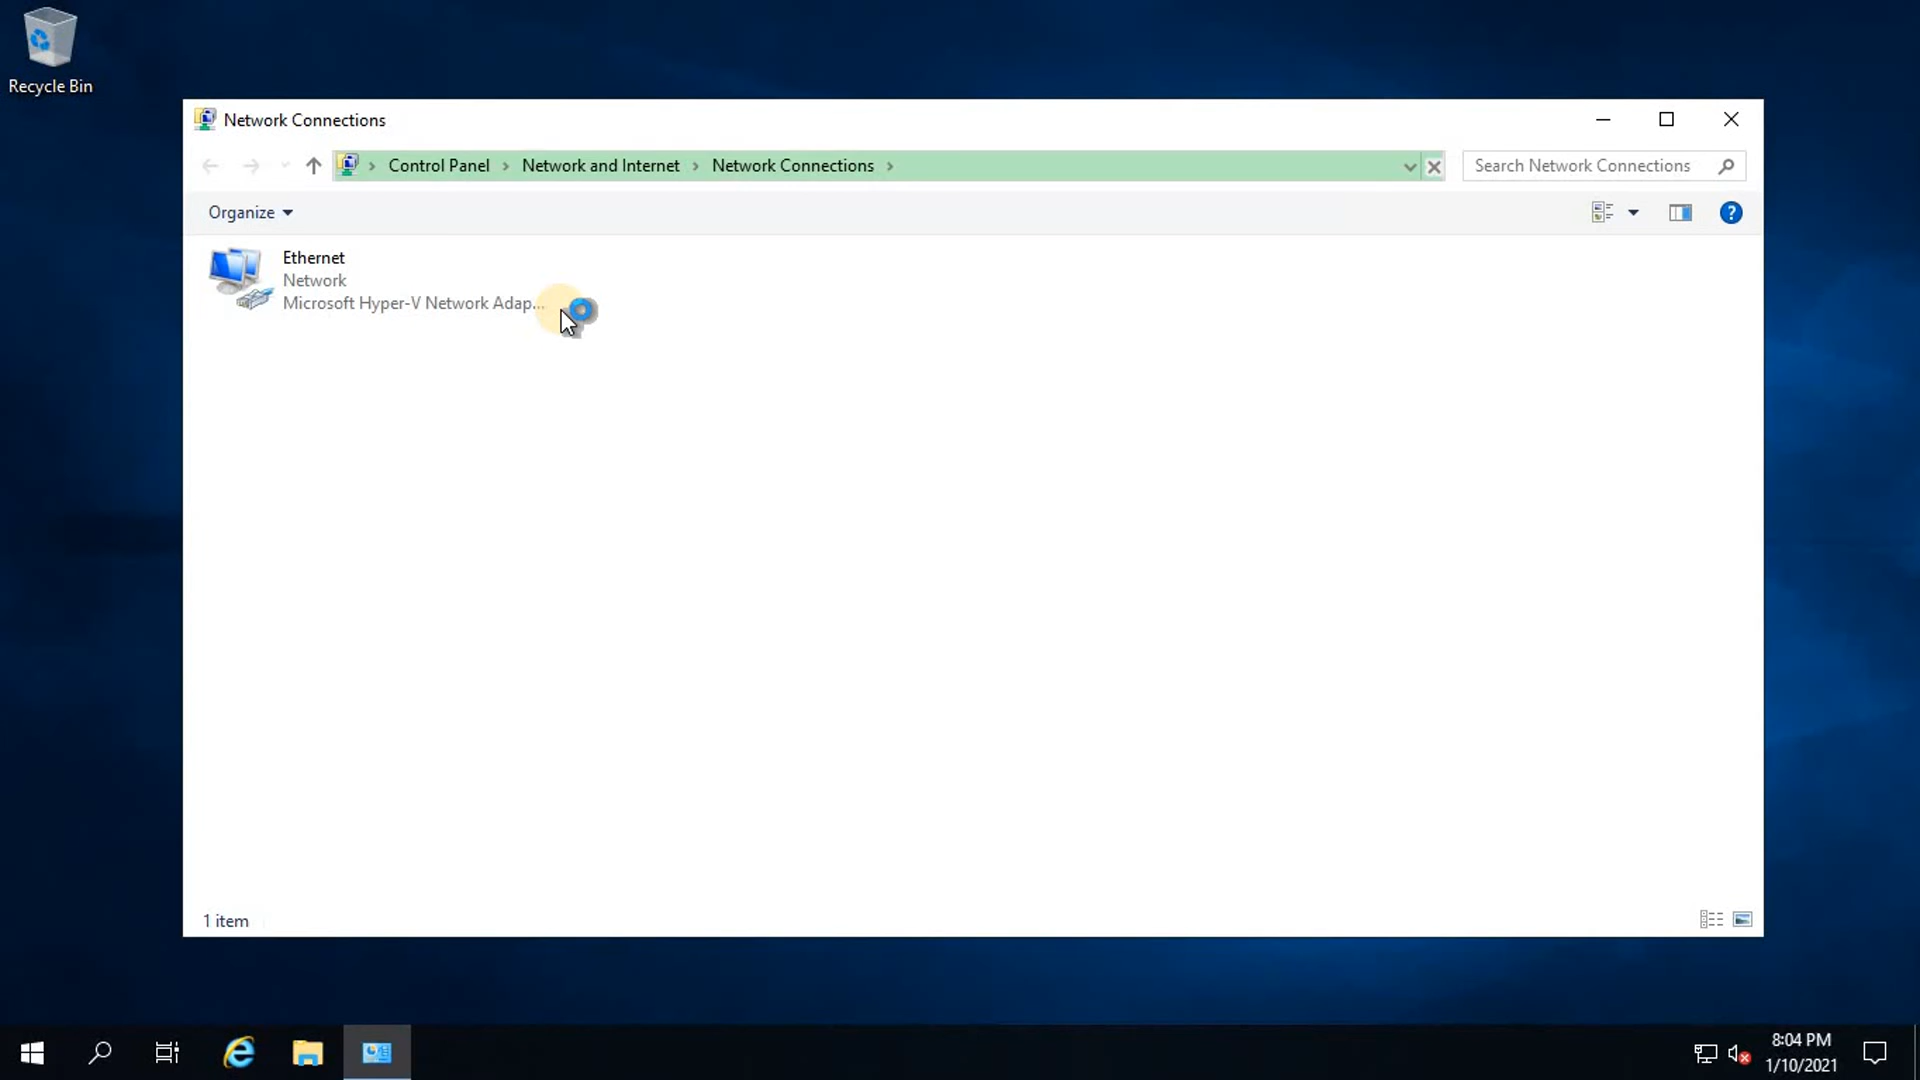 Recycle Bin
Network Connections
Control Panel
Network and Internet
Network Connections
Search Network Connections
Organize
?
Ethernet
Network
Microsoft Hyper-V Network Adap...
1 item
8:04 PM
1/10/2021